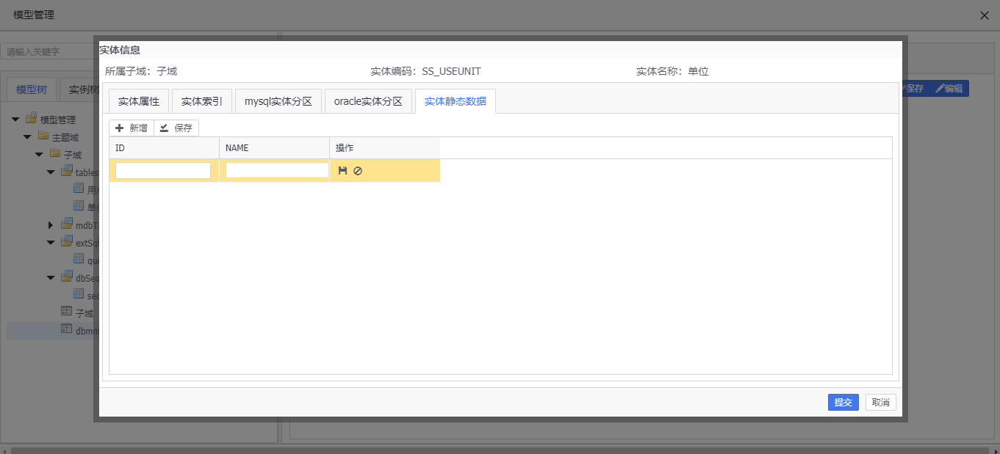 模型管理
请输入关键字
模型树 实例树
模型管理
主题域
子域
tables
用户
单位
mdbTa
extSql
que
dbSeq
seq
子域
dbmm
保存 编辑
实体信息
所属子域：子域 实体编码：SS_USEUNIT 实体名称：单位
实体属性 实体索引 mysql实体分区 oracle实体分区 实体静态数据
新增 保存
ID NAME 操作
提交 取消